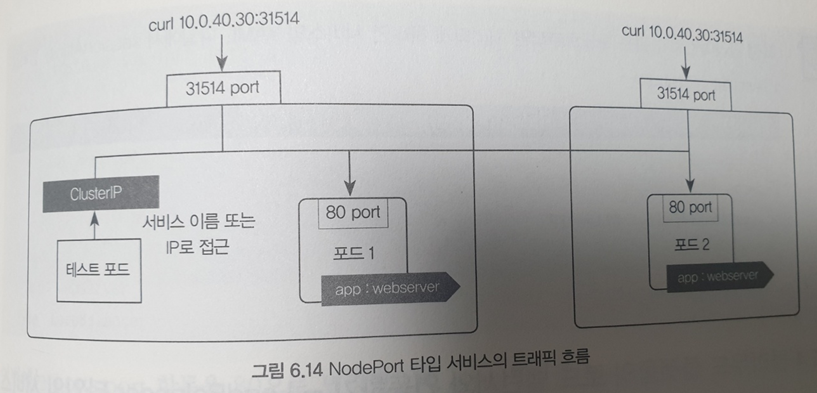 curl 10.0.40.30:31514
curl 10.0.40.30:31514
31514 port
31514 port
ClusterIP
서비스 이름 또는
IP로 접근
테스트 포드
80 port
포드 1
app : webserver
80 port
포드 2
app : webserver
그림 6.14 NodePort 타입 서비스의 트래픽 흐름